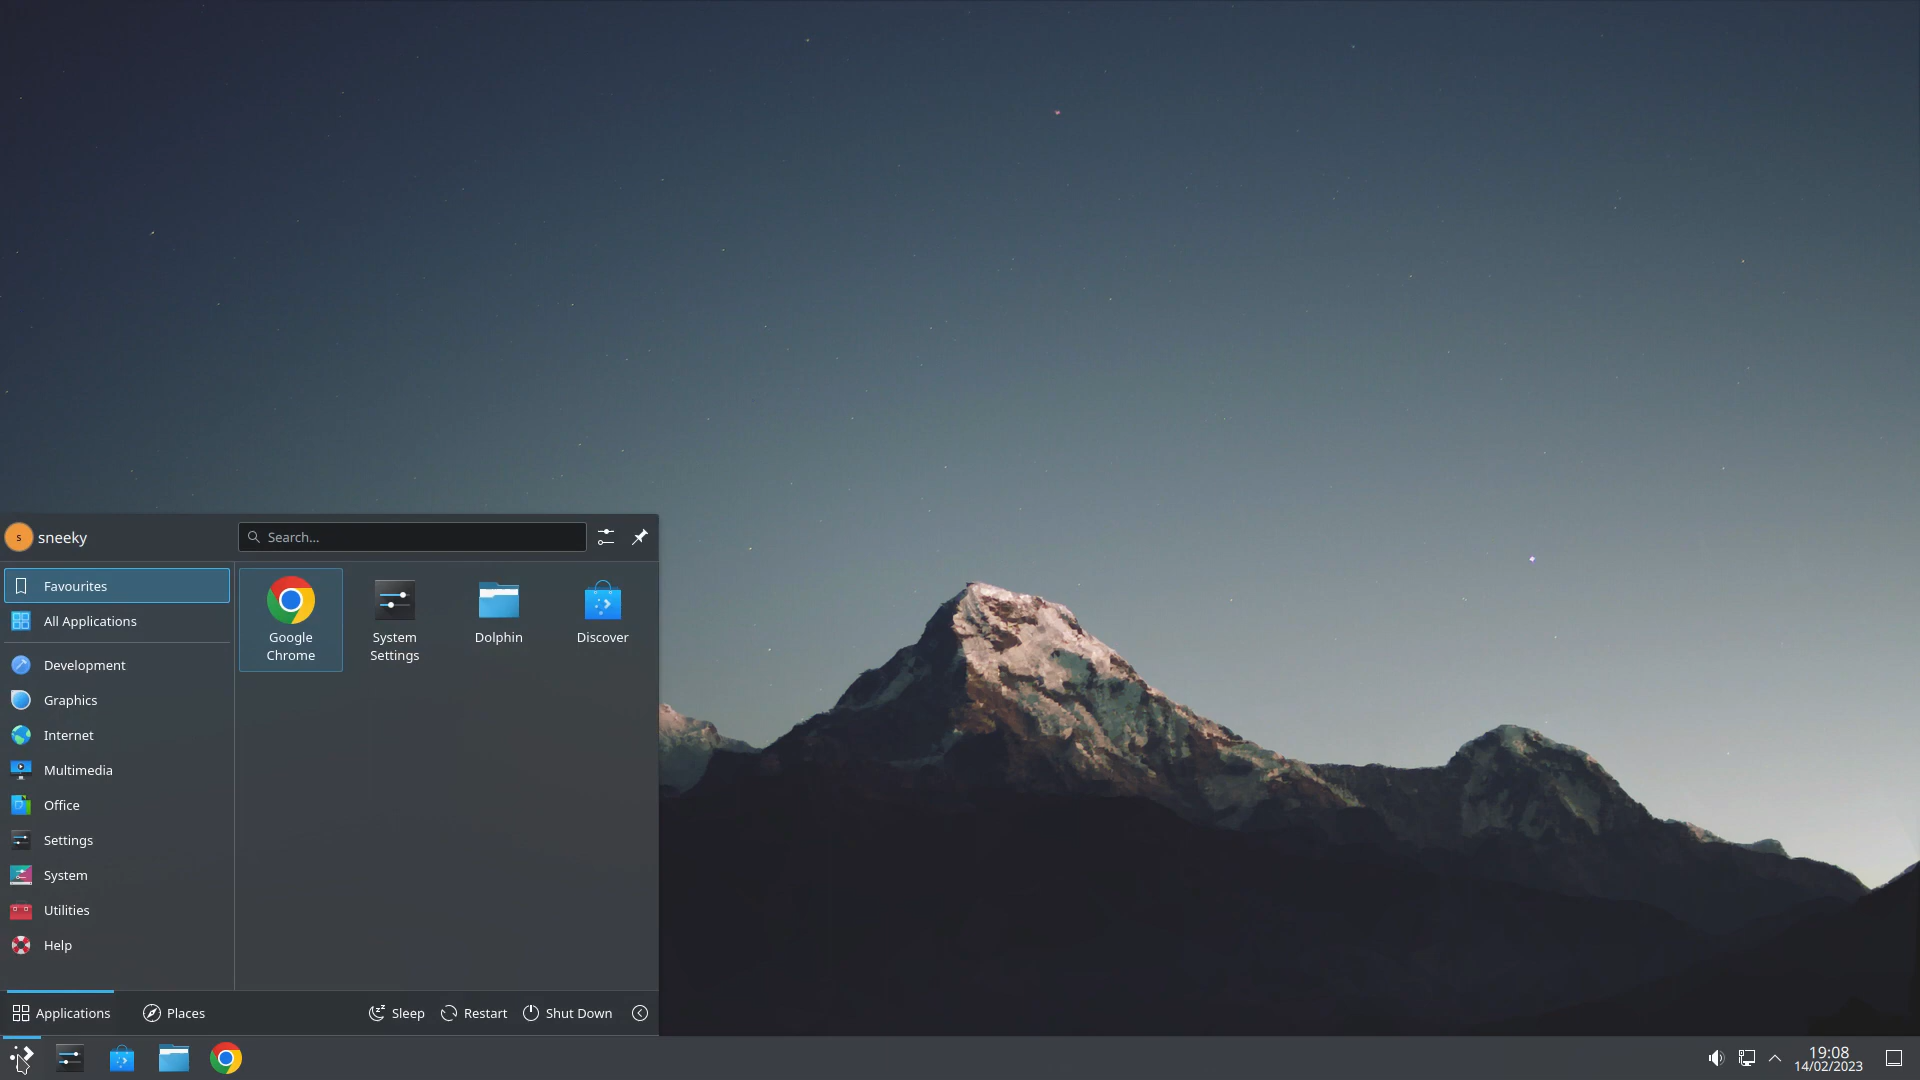 s
sneeky
Search...
Favourites
All Applications
Development
Graphics
Internet
Multimedia
Office
Settings
System
Utilities
Help
Google
Chrome
System
Settings
Dolphin
Discover
Applications
Places
Sleep
Restart
Shut Down
19:08
14/02/2023